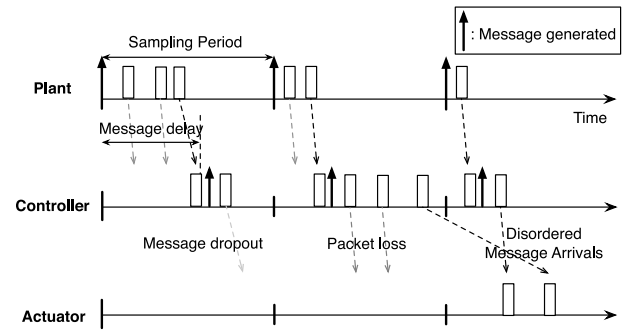 : Message generated
Sampling Period
Plant
Time
Message delay
Controller
Message dropout
Packet loss
Disordered
Message Arrivals
Actuator